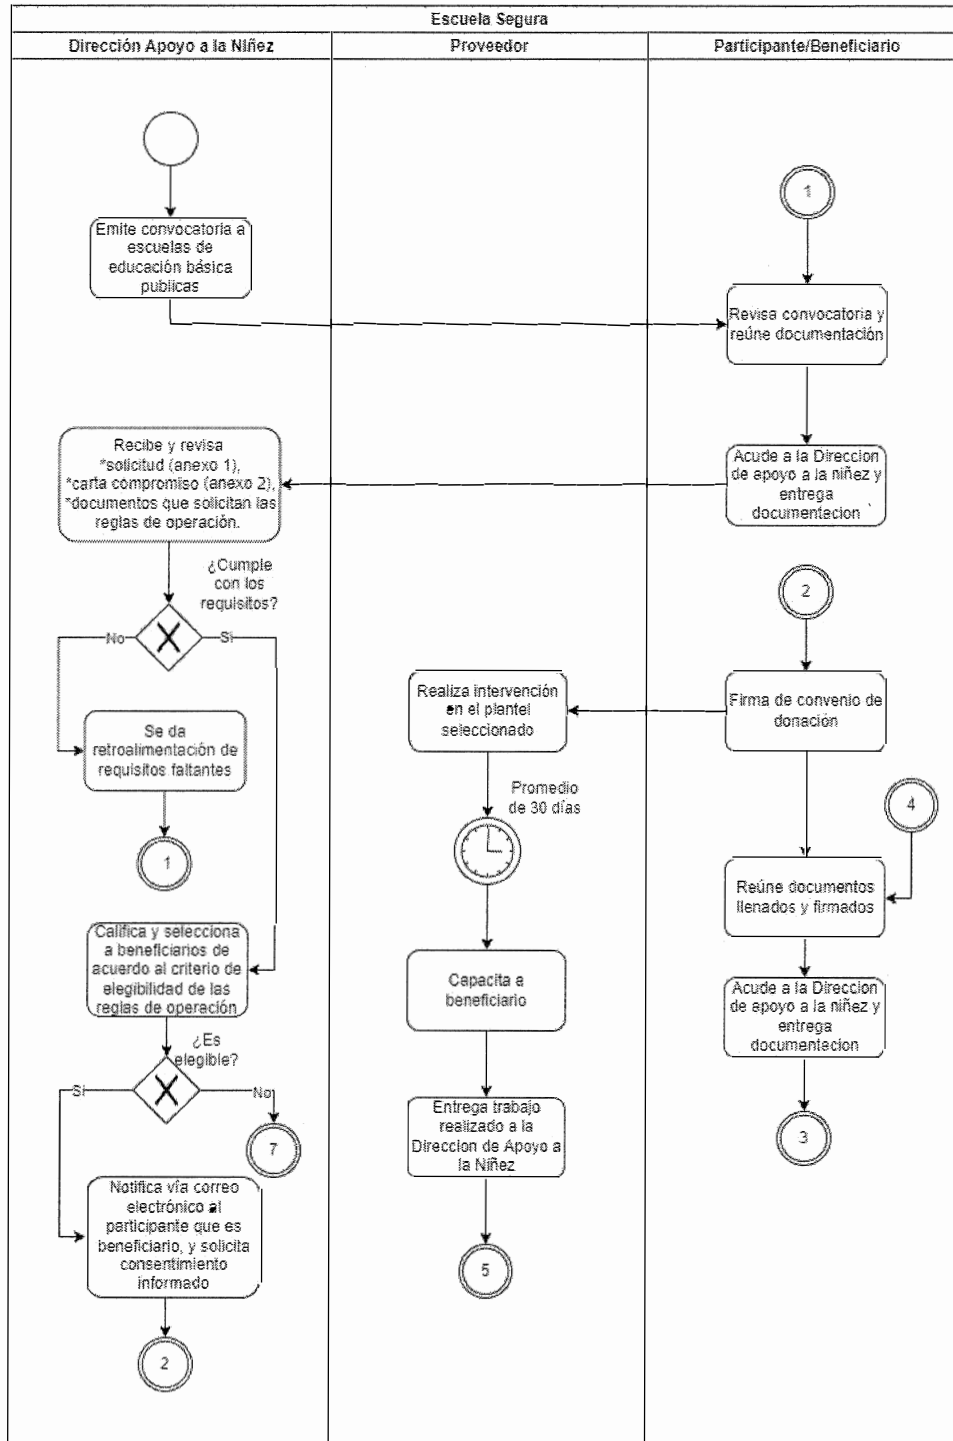 Escuela Segura
Dirección Apoyo a la Niñez
Proveedor
Participante/Beneficiario
Emite convocatoria a
escuelas de
educación básica
publicas
1
Revisa convocatoria y
reúne documentación
Recibe y revisa
*solicitud (anexo 1),
*carta compromiso (anexo 2),
*documentos que solicitan las
reglas de operación.
Acude a la Direccion
de apoyo a la niñez y
entrega
documentacion
¿Cumple
con los
requisitos?
No
Si
2
Se da
retroalimentación de
requisitos faltantes
Realiza intervención
en el plantel
seleccionado
Firma de convenio de
donación
Promedio
de 30 días
4
1
Reúne documentos
llenados y firmados
Califica y selecciona
a beneficiarios de
acuerdo al criterio de
elegibilidad de las
reglas de operación
Capacita a
beneficiario
Acude a la Direccion
de apoyo a la niñez y
entrega
documentacion
¿Es
elegible?
Si
No
7
Entrega trabajo
realizado a la
Direccion de Apoyo a
la Niñez
3
Notifica vía correo
electrónico al
participante que es
beneficiario, y solicita
consentimiento
informado
5
2